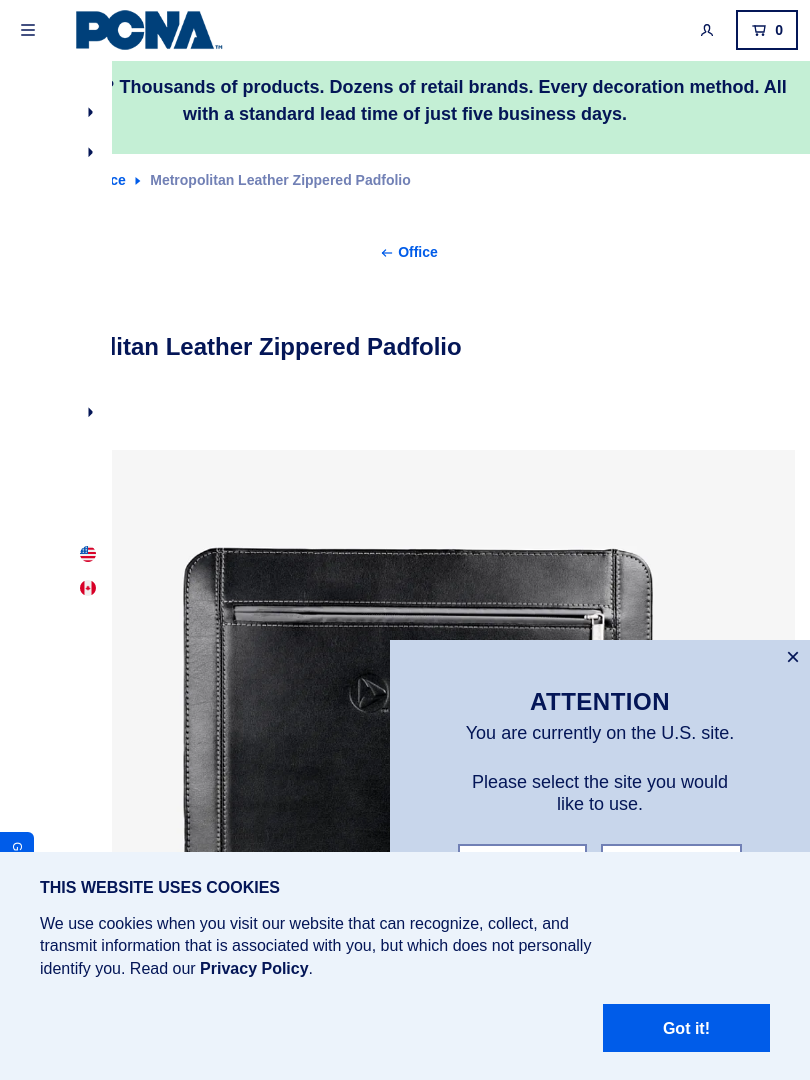 PCNA
TM
0
? Thousands of products. Dozens of retail brands. Every decoration method. All
with a standard lead time of just five business days.
ce Metropolitan Leather Zippered Padfolio
Office
litan Leather Zippered Padfolio
ATTENTION
You are currently on the U.S. site.
Please select the site you would
like to use.
G
THIS WEBSITE USES COOKIES
We use cookies when you visit our website that can recognize, collect, and
transmit information that is associated with you, but which does not personally
identify you. Read our Privacy Policy.
Got it!